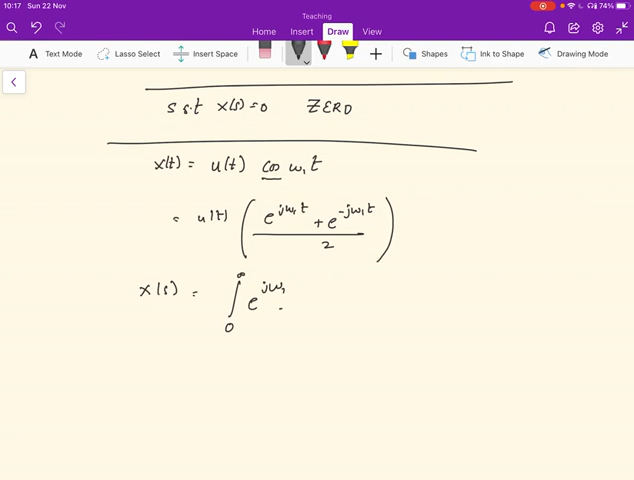 10:17 Sun 22 Nov
74%
Teaching
Home Insert Draw View
Text Mode Lasso Select Insert Space Shapes Ink to Shape Drawing Mode
s s.t x(s)=0 ZERO
x(t) = u(t) cos ω₁t
= u(t) ( (e^{jω₁t} + e^{-jω₁t}) / 2 )
x(s) = ∫₀^∞ e^{jω₁